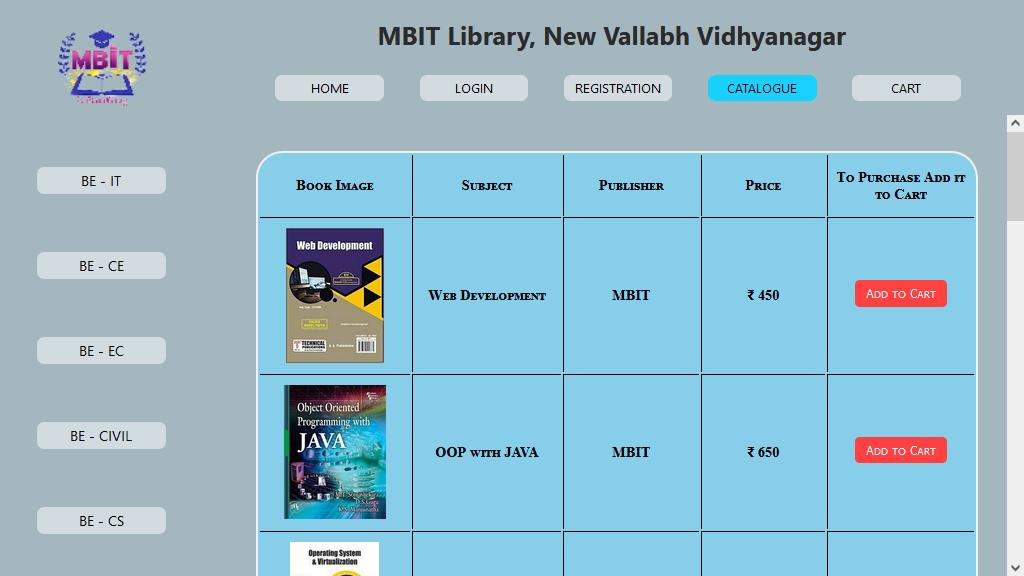 MBIT
MBIT Library, New Vallabh Vidhyanagar
HOME
LOGIN
REGISTRATION
CATALOGUE
CART
BE - IT
BE - CE
BE - EC
BE - CIVIL
BE - CS
Book Image
Subject
Publisher
Price
To Purchase Add it
to Cart
Web Development
TECHNICAL
PUBLICATIONS
Web Development
MBIT
₹ 450
Add to Cart
Object Oriented
Programming with
JAVA
OOP with JAVA
MBIT
₹ 650
Add to Cart
Operating System
& Virtualization